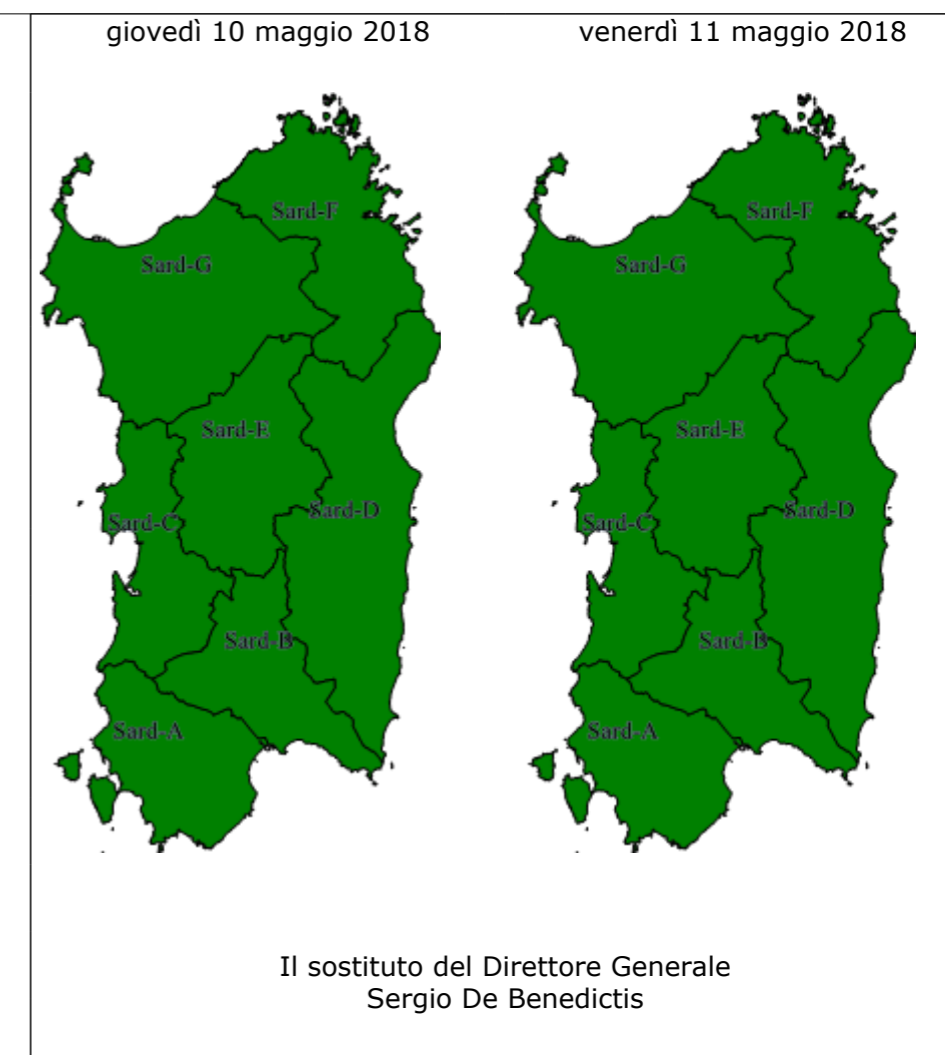 giovedì 10 maggio 2018
venerdì 11 maggio 2018
Sard-F
Sard-G
Sard-E
Sard-D
Sard-C
Sard-B
Sard-A
Sard-F
Sard-G
Sard-E
Sard-D
Sard-C
Sard-B
Sard-A
Il sostituto del Direttore Generale
Sergio De Benedictis